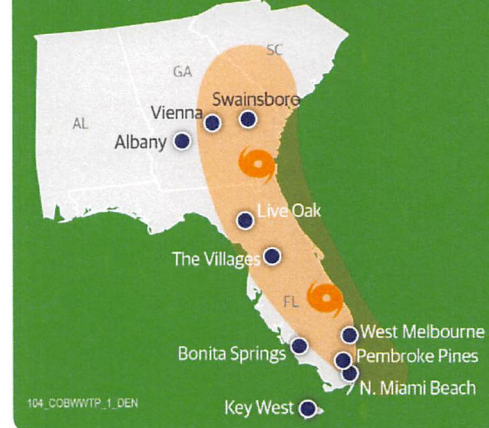 SC
GA
Swainsboro
Vienna
AL
Albany
Live Oak
The Villages
FL
West Melbourne
Bonita Springs
Pembroke Pines
N. Miami Beach
104_COBWWTP_1_DEN
Key West